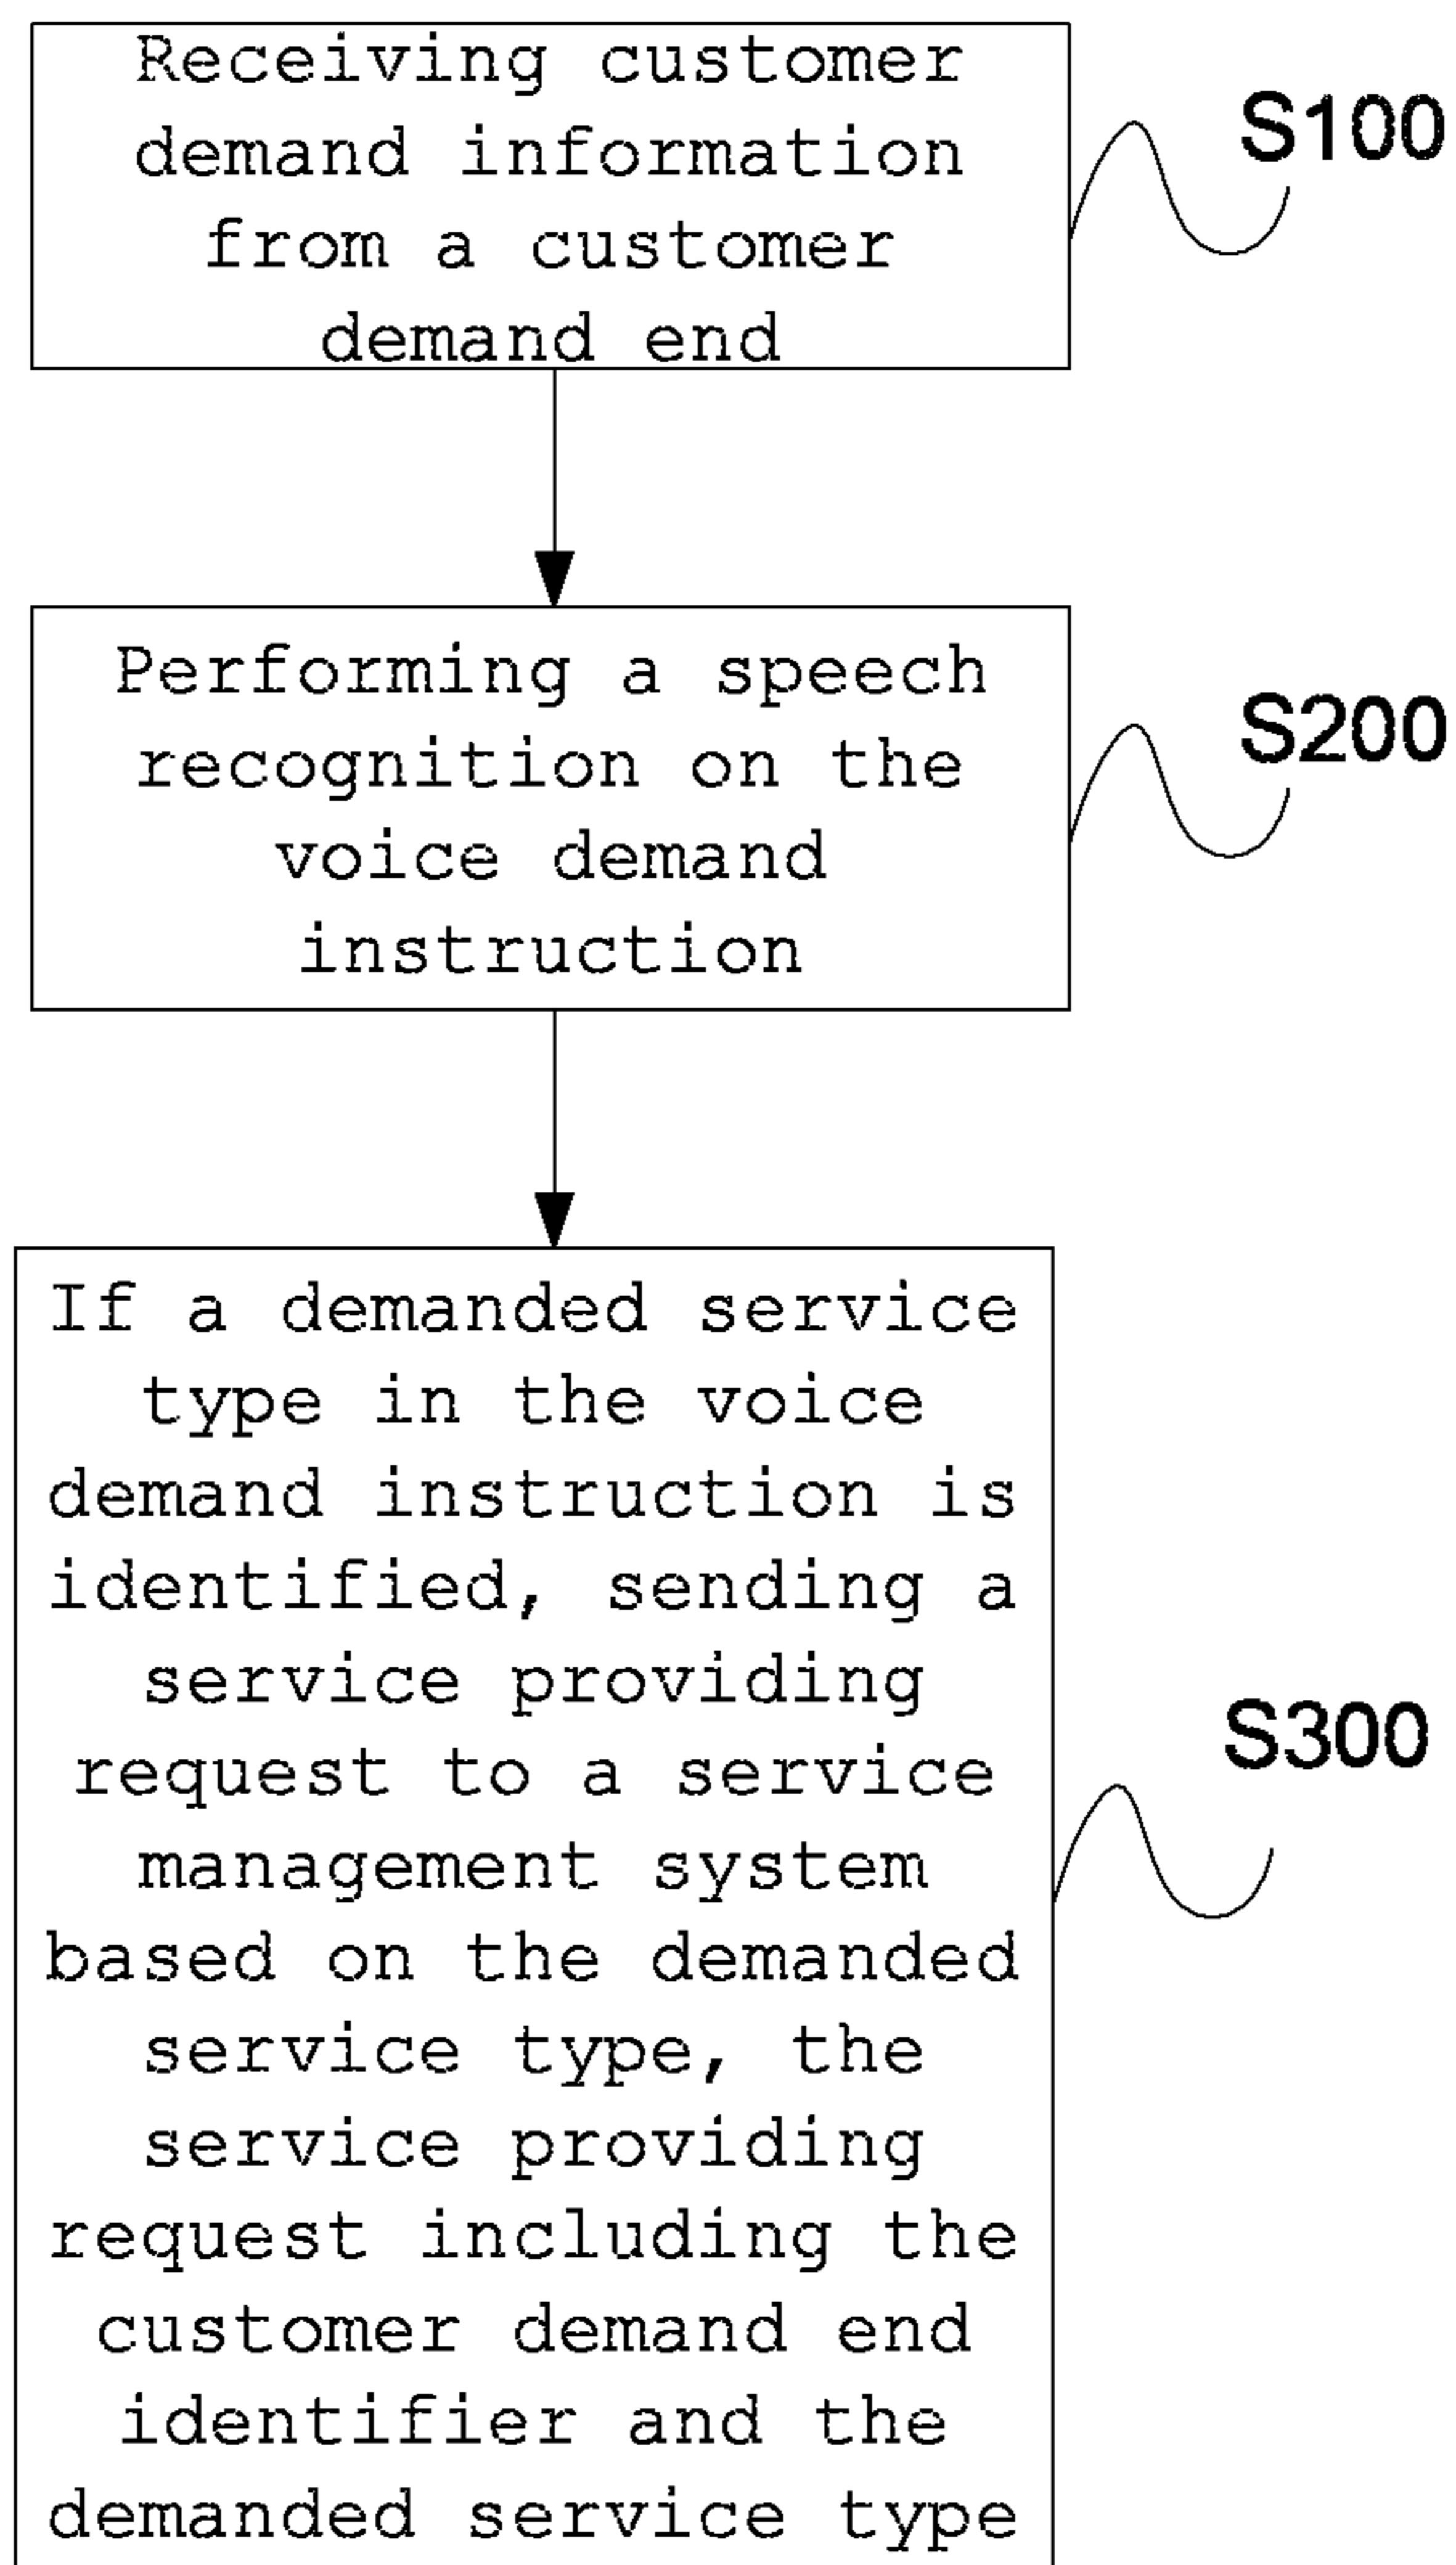 Receiving customer
demand information
from a customer
demand end
S100
Performing a speech
recognition on the
voice demand
instruction
S200
If a demanded service
type in the voice
demand instruction is
identified, sending a
service providing
request to a service
management system
based on the demanded
service type, the
service providing
request including the
customer demand end
identifier and the
demanded service type
S300